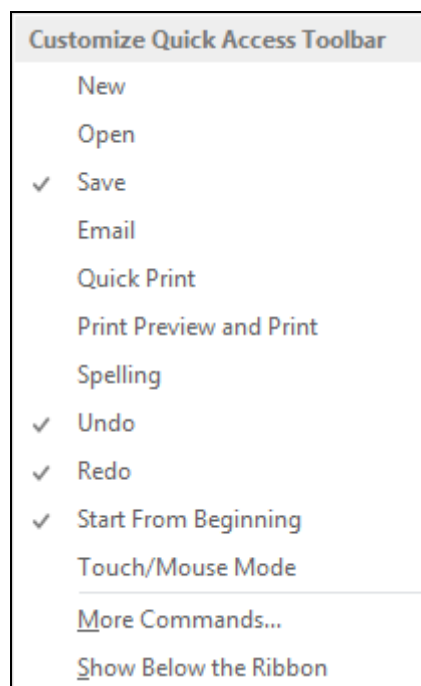 Customize Quick Access Toolbar
New
Open
Save
Email
Quick Print
Print Preview and Print
Spelling
Undo
Redo
Start From Beginning
Touch/Mouse Mode
More Commands...
Show Below the Ribbon